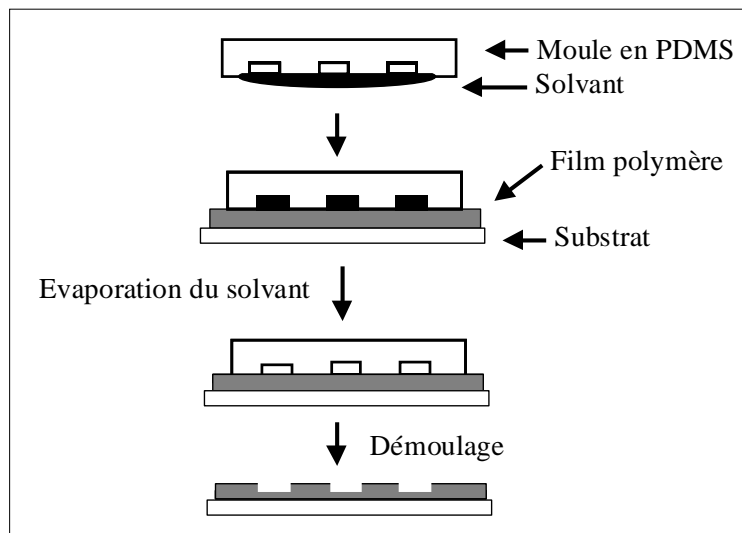 Moule en PDMS
Solvant
Film polymère
Substrat
Evaporation du solvant
Démoulage